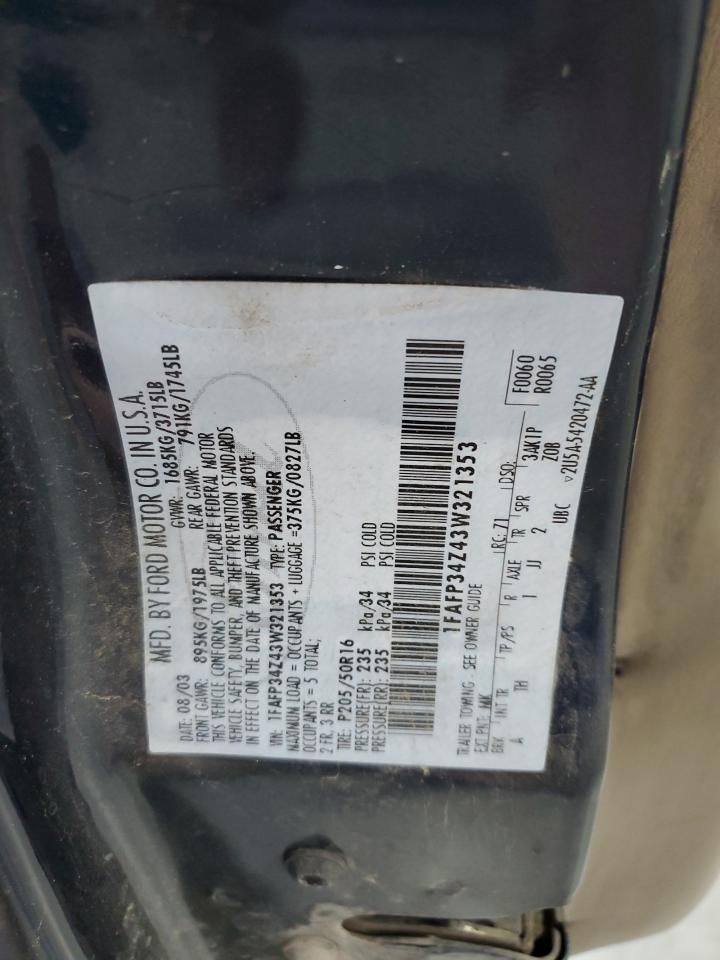 MFD. BY FORD MOTOR CO. IN U.S.A.
DATE: 08/03 GVWR: 1685KG/3715LB
FRONT GAWR: 895KG/1975LB REAR GAWR: 791KG/1745LB
THIS VEHICLE CONFORMS TO ALL APPLICABLE FEDERAL MOTOR
VEHICLE SAFETY, BUMPER, AND THEFT PREVENTION STANDARDS
IN EFFECT ON THE DATE OF MANUFACTURE SHOWN ABOVE.
VIN: 1FAFP34Z43W321353 TYPE: PASSENGER
MAXIMUM LOAD = OCCUPANTS + LUGGAGE =375KG/0827LB
OCCUPANTS = 5 TOTAL;
2 FR, 3 RR
TIRE: P205/50R16
PRESSURE(FR): 235 kPa/34 PSI COLD
PRESSURE(RR): 235 kPa/34 PSI COLD
1FAFP34Z43W321353
TRAILER TOWING - SEE OWNER GUIDE
EXT PNT: MK RC: 71 DSO: F0060
BRK INT TR TP/PS R AXLE TR SPR 3AK1P R0065
A TH 1 JJ 2 UBC Z0B
v2U5A-5420472-AA